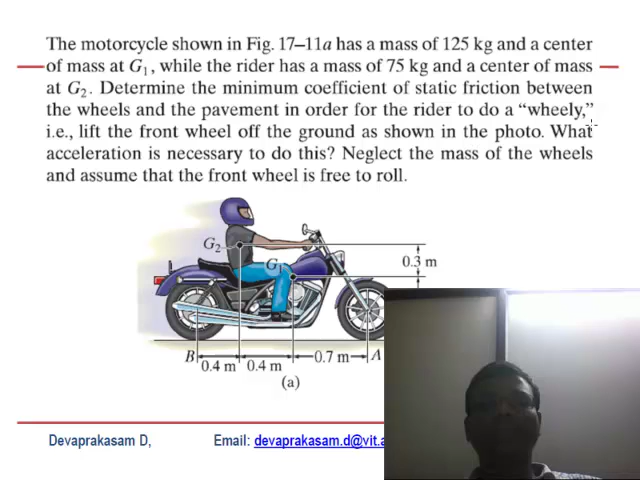 The motorcycle shown in Fig. 17–11a has a mass of 125 kg and a center
of mass at G1, while the rider has a mass of 75 kg and a center of mass
at G2. Determine the minimum coefficient of static friction between
the wheels and the pavement in order for the rider to do a “wheely,”
i.e., lift the front wheel off the ground as shown in the photo. What
acceleration is necessary to do this? Neglect the mass of the wheels
and assume that the front wheel is free to roll.
G2
G1
0.3 m
B
0.4 m
0.4 m
0.7 m
A
(a)
Devaprakasam D, Email: devaprakasam.d@vit.a